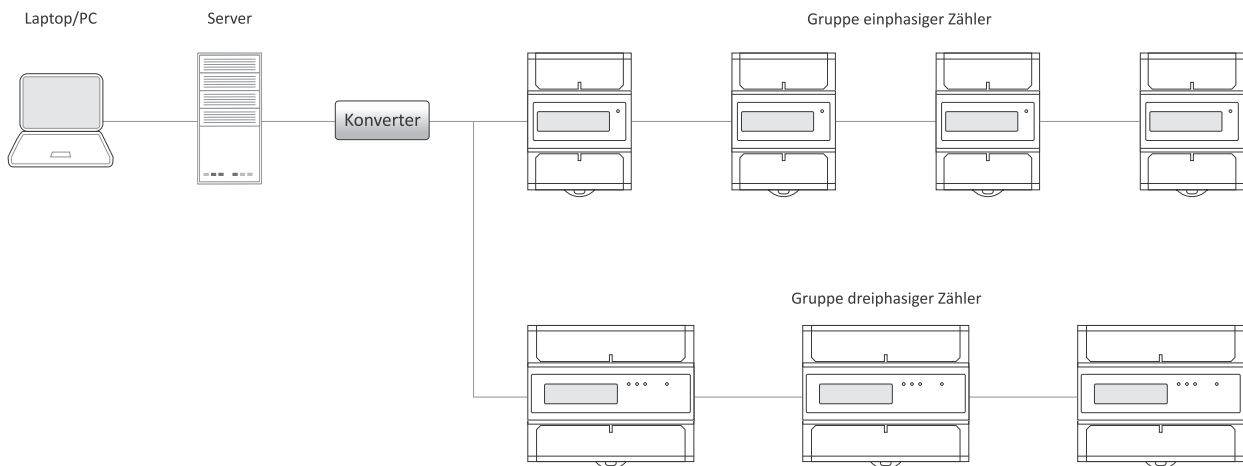 Laptop/PC
Server
Gruppe einphasiger Zähler
Konverter
Gruppe dreiphasiger Zähler